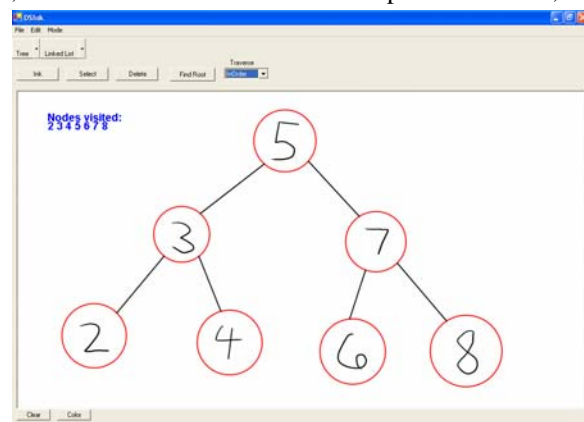 DSInk
File Edit Mode
Tree Linked List
Traverse
Ink Select Delete Find Root InOrder
Nodes visited:
2 3 4 5 6 7 8
5
3 7
2 4 6 8
Clear Color